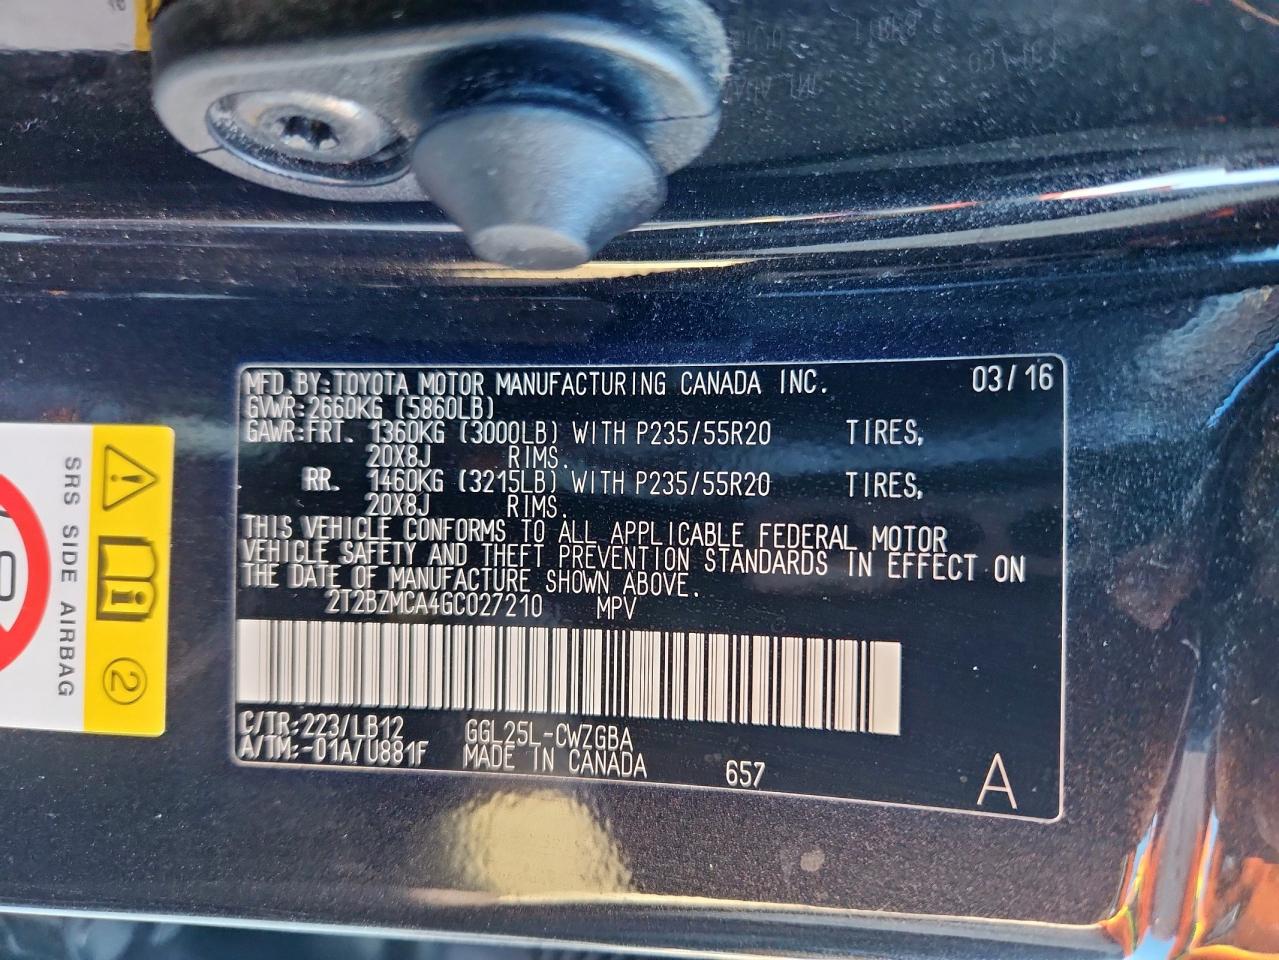 MFD.BY:TOYOTA MOTOR MANUFACTURING CANADA INC. 03/16
GVWR:2660KG (5860LB)
GAWR:FRT. 1360KG (3000LB) WITH P235/55R20 TIRES,
20X8J RIMS.
RR. 1460KG (3215LB) WITH P235/55R20 TIRES,
20X8J RIMS.
THIS VEHICLE CONFORMS TO ALL APPLICABLE FEDERAL MOTOR
VEHICLE SAFETY AND THEFT PREVENTION STANDARDS IN EFFECT ON
THE DATE OF MANUFACTURE SHOWN ABOVE.
2T2BZMCA4GC027210 MPV
C/TR:223/LB12 GGL25L-CWZGBA
A/TM:-01A/U881F MADE IN CANADA 657 A
SRS SIDE AIRBAG
2